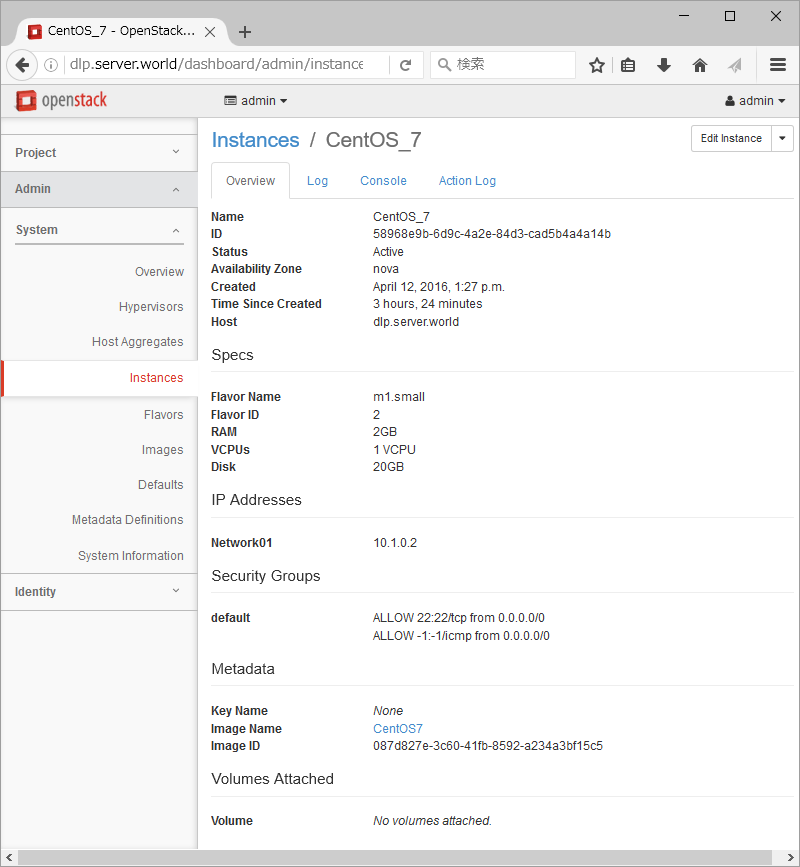 CentOS_7 - OpenStack...
dlp.server.world/dashboard/admin/instance
検索
openstack
admin
admin
Project
Admin
System
Overview
Hypervisors
Host Aggregates
Instances
Flavors
Images
Defaults
Metadata Definitions
System Information
Identity
Instances / CentOS_7
Edit Instance
Overview Log Console Action Log
Name CentOS_7
ID 58968e9b-6d9c-4a2e-84d3-cad5b4a4a14b
Status Active
Availability Zone nova
Created April 12, 2016, 1:27 p.m.
Time Since Created 3 hours, 24 minutes
Host dlp.server.world
Specs
Flavor Name m1.small
Flavor ID 2
RAM 2GB
VCPUs 1 VCPU
Disk 20GB
IP Addresses
Network01 10.1.0.2
Security Groups
default ALLOW 22:22/tcp from 0.0.0.0/0
ALLOW -1:-1/icmp from 0.0.0.0/0
Metadata
Key Name None
Image Name CentOS7
Image ID 087d827e-3c60-41fb-8592-a234a3bf15c5
Volumes Attached
Volume No volumes attached.